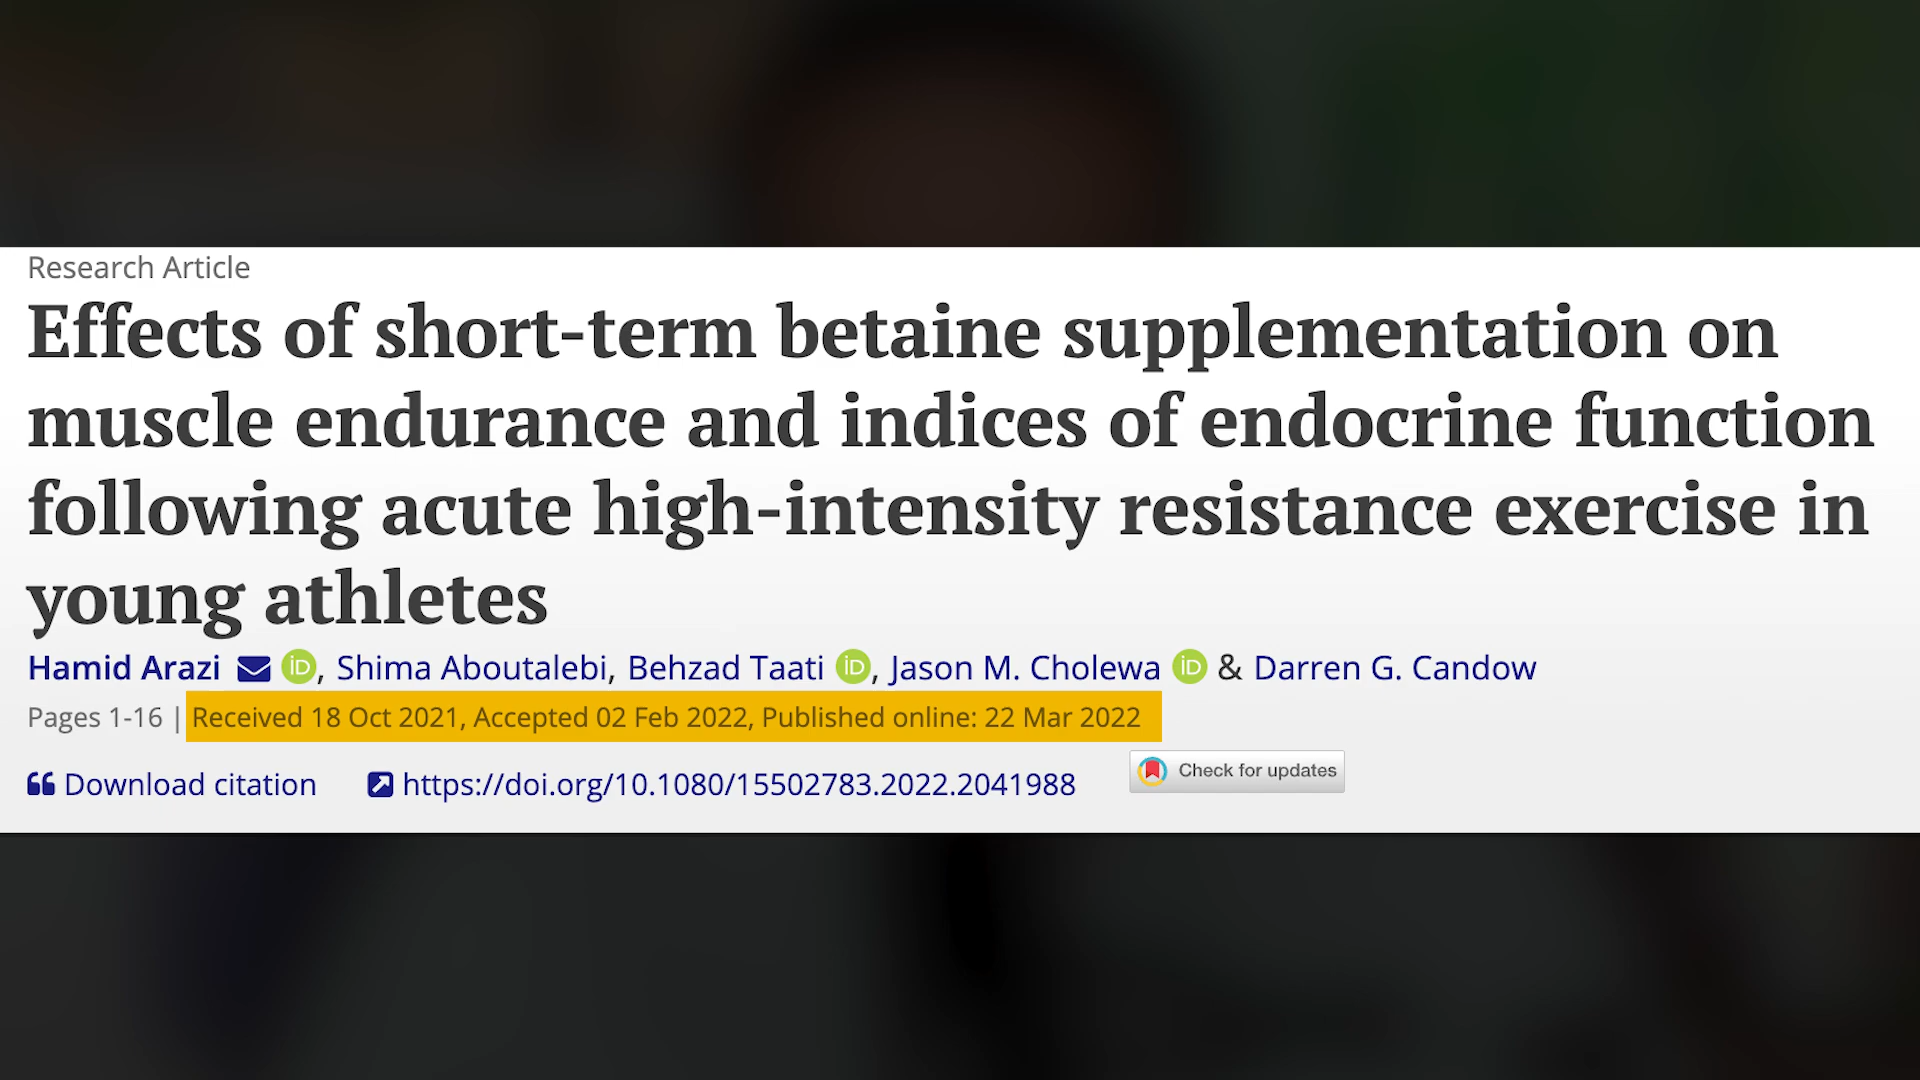 Research Article
Effects of short-term betaine supplementation on
muscle endurance and indices of endocrine function
following acute high-intensity resistance exercise in
young athletes
Hamid Arazi iD, Shima Aboutalebi, Behzad Taati iD, Jason M. Cholewa iD & Darren G. Candow
Pages 1-16 | Received 18 Oct 2021, Accepted 02 Feb 2022, Published online: 22 Mar 2022
Download citation https://doi.org/10.1080/15502783.2022.2041988 Check for updates